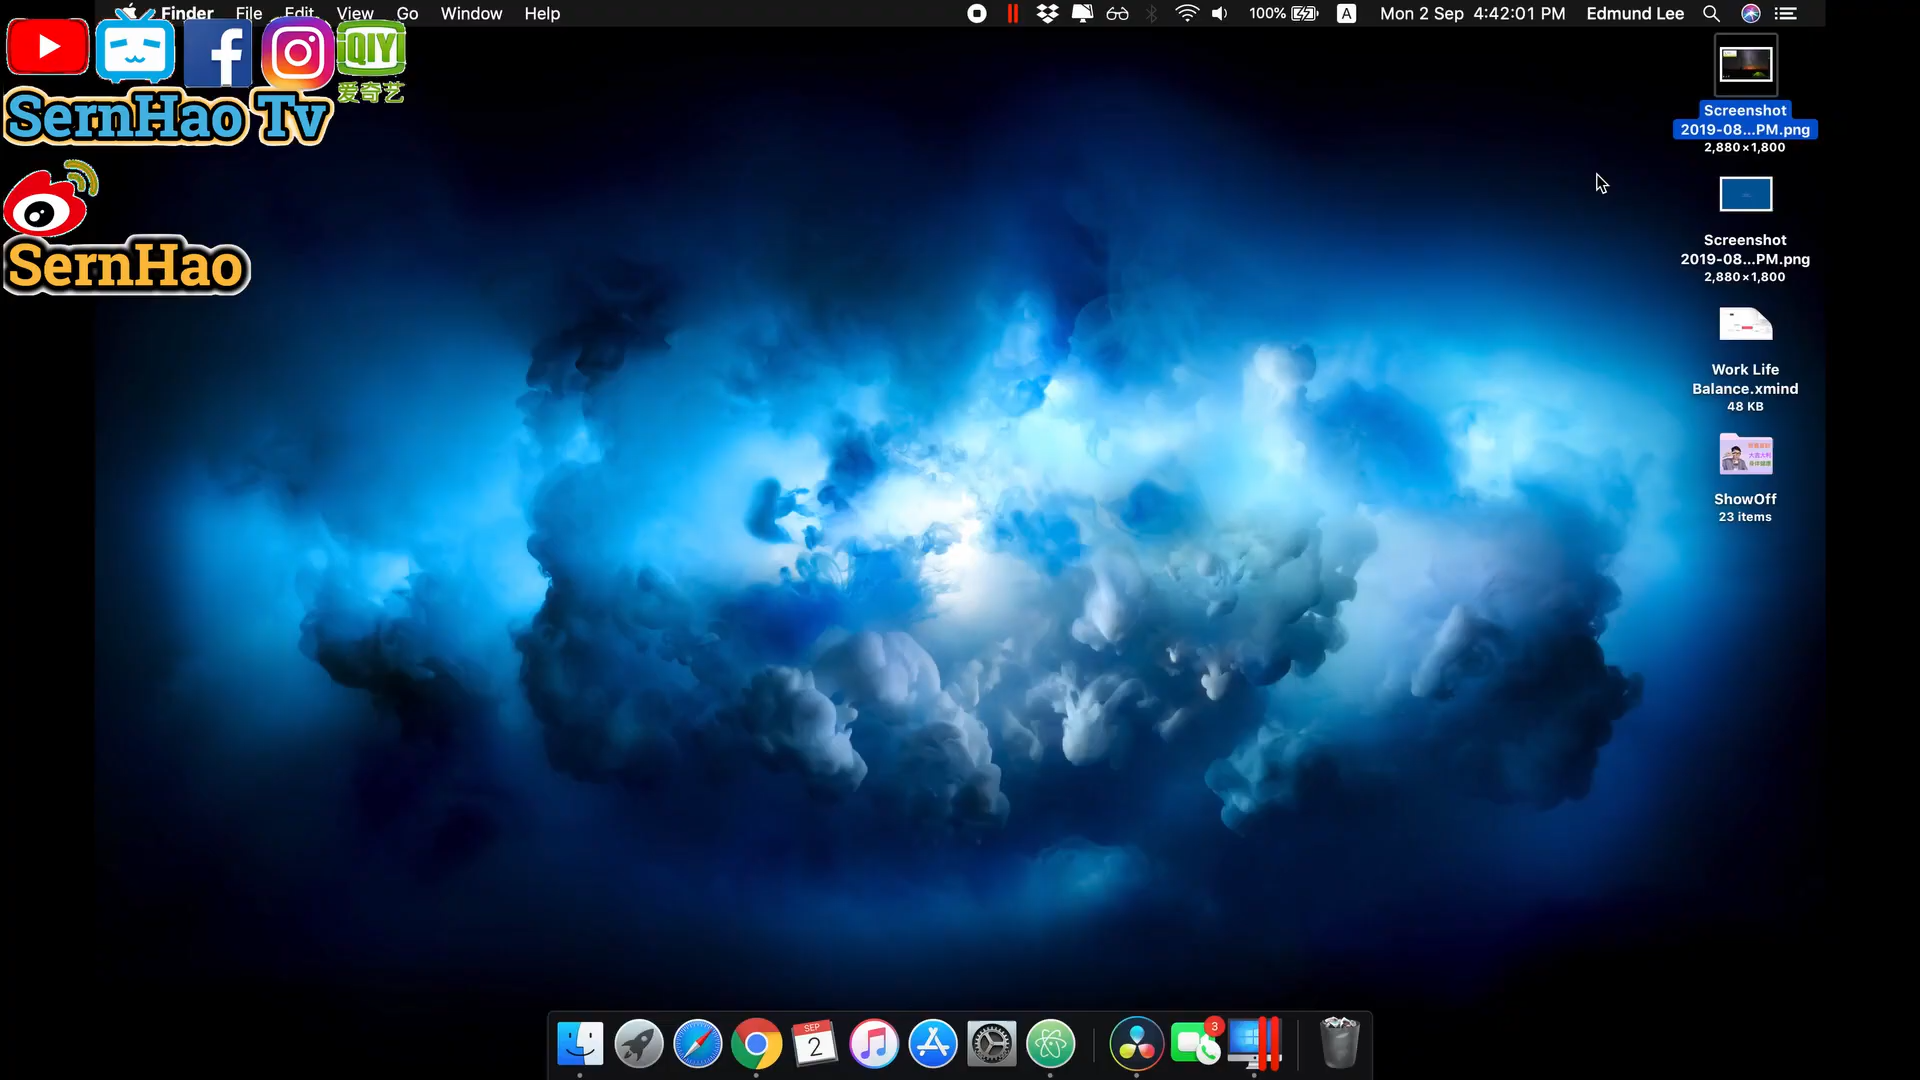 Finder File Edit View Go Window Help 100% A Mon 2 Sep 4:42:01 PM Edmund Lee
iQIY
爱奇艺
SernHao Tv
SernHao
Screenshot
2019-08...PM.png
2,880×1,800
Screenshot
2019-08...PM.png
2,880×1,800
Work Life
Balance.xmind
48 KB
ShowOff
23 items
SEP
2
3